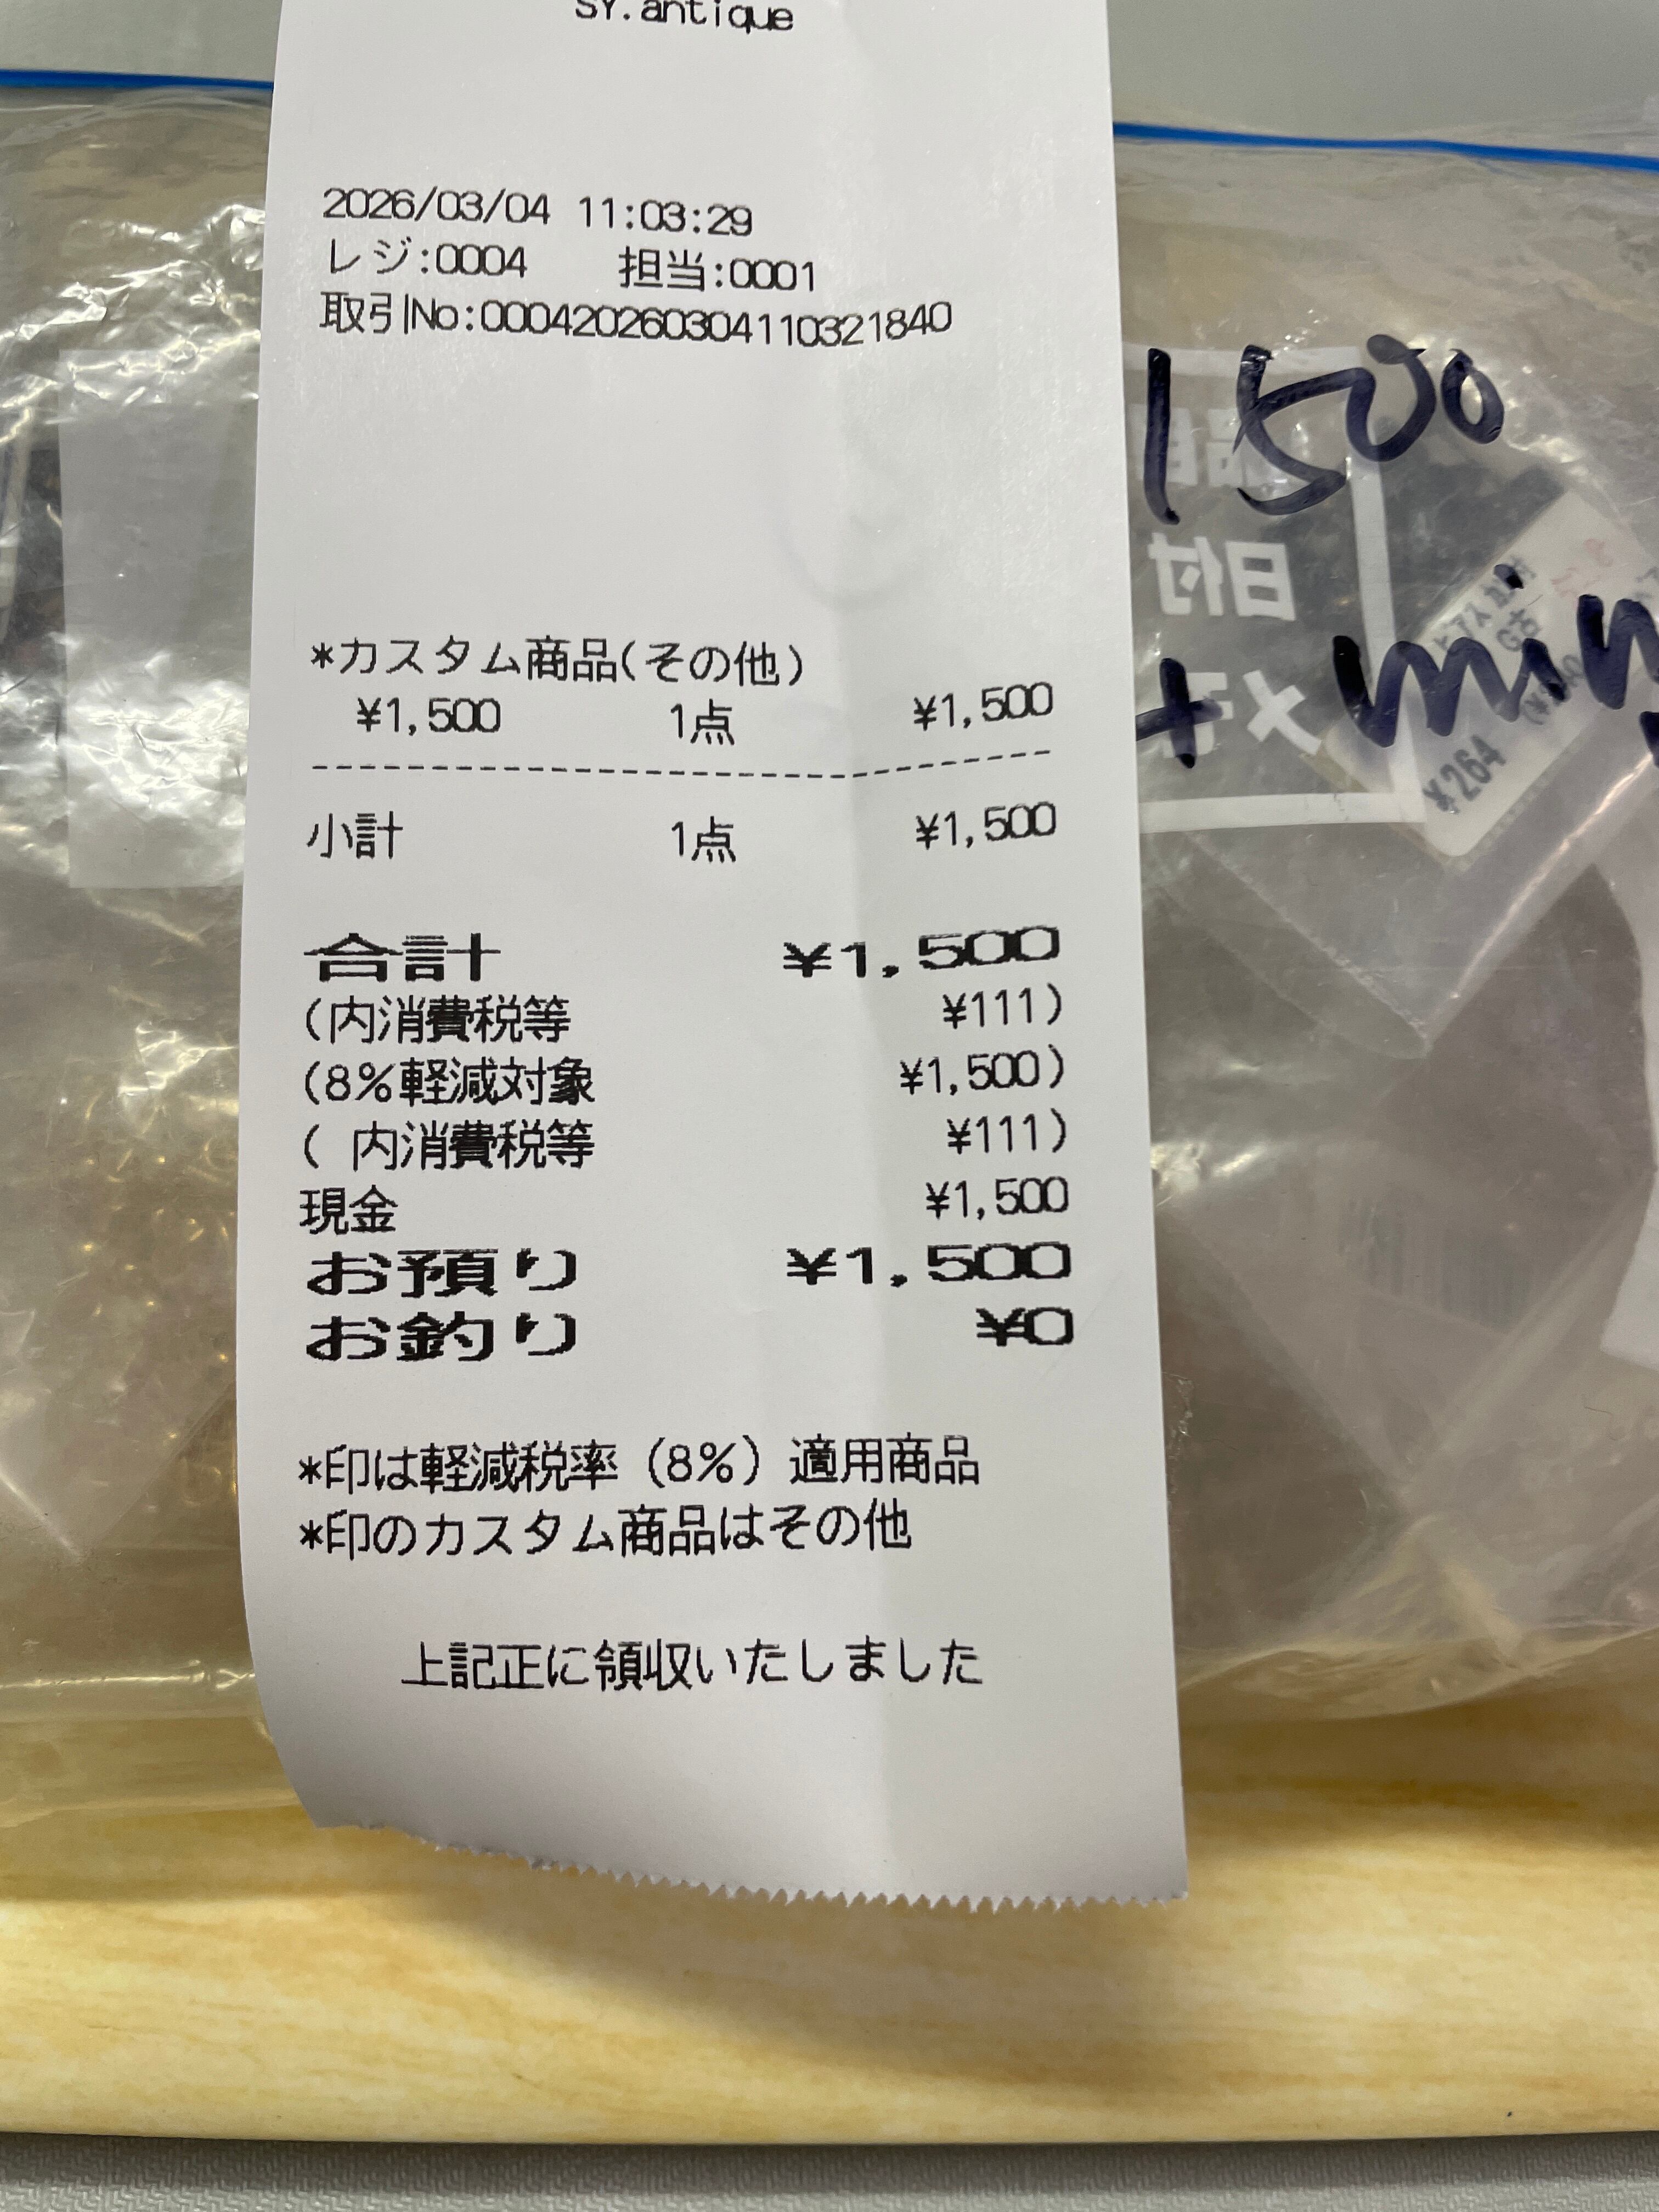 SY.antique
2026/03/04 11:03:29
レジ:0004 担当:0001
取引No:00042026030411032 1840
*カスタム商品(その他)
¥1,500 1点 ¥1,500
小計 1点 ¥1,500
合計 ¥1,500
(内消費税等 ¥111)
(8%軽減対象 ¥1,500)
( 内消費税等 ¥111)
現金 ¥1,500
お預り ¥1,500
お釣り ¥0
*印は軽減税率(8%)適用商品
*印のカスタム商品はその他
上記正に領収いたしました
1500
日付
+
¥264